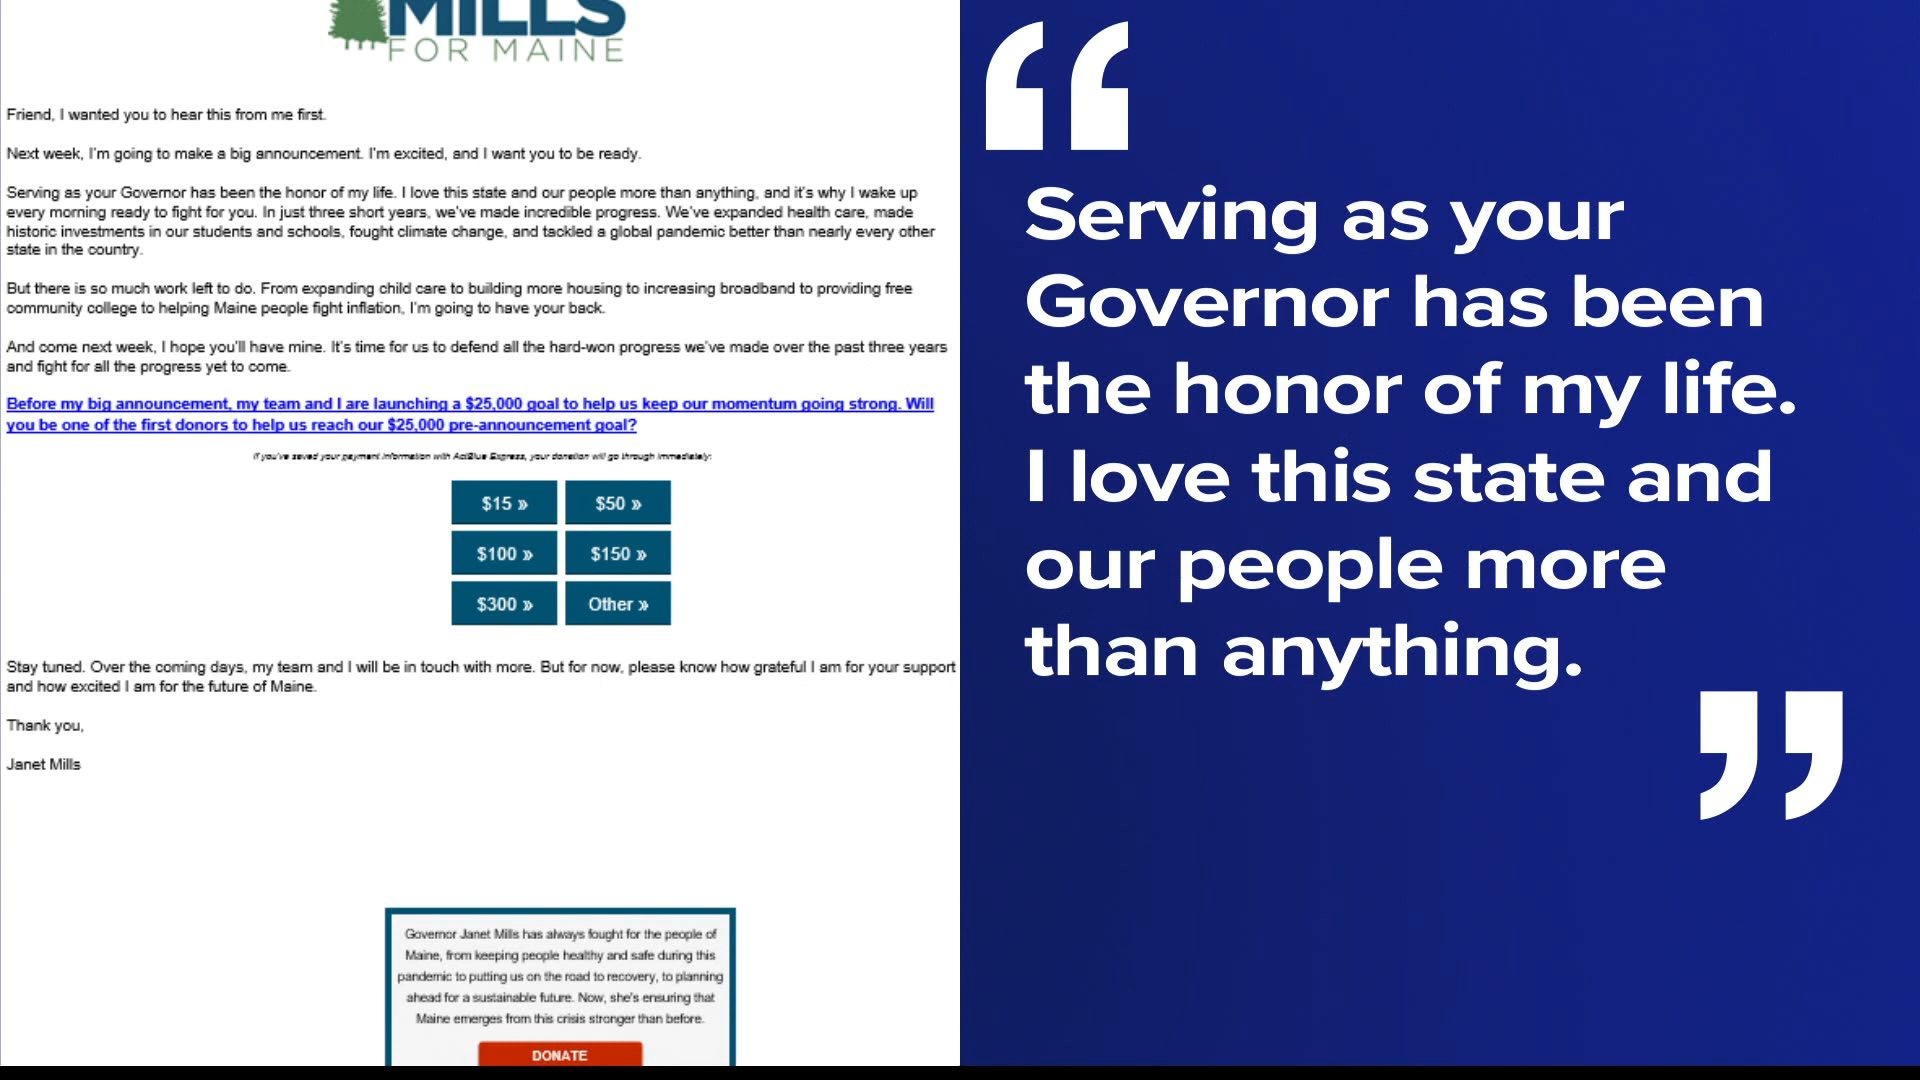 MILLS
FOR MAINE
Friend, I wanted you to hear this from me first.
Next week, I'm going to make a big announcement. I'm excited, and I want you to be ready.
Serving as your Governor has been the honor of my life. I love this state and our people more than anything, and it's why I wake up
every morning ready to fight for you. In just three short years, we've made incredible progress. We've expanded health care, made
historic investments in our students and schools, fought climate change, and tackled a global pandemic better than nearly every other
state in the country.
But there is so much work left to do. From expanding child care to building more housing to increasing broadband to providing free
community college to helping Maine people fight inflation, I'm going to have your back.
And come next week, I hope you'll have mine. It's time for us to defend all the hard-won progress we've made over the past three years
and fight for all the progress yet to come.
Before my big announcement, my team and I are launching a $25,000 goal to help us keep our momentum going strong. Will
you be one of the first donors to help us reach our $25,000 pre-announcement goal?
If you've saved your payment information with ActBlue Express, your donation will go through immediately:
$15 » $50 »
$100 » $150 »
$300 » Other »
Stay tuned. Over the coming days, my team and I will be in touch with more. But for now, please know how grateful I am for your support
and how excited I am for the future of Maine.
Thank you,
Janet Mills
Governor Janet Mills has always fought for the people of
Maine, from keeping people healthy and safe during this
pandemic to putting us on the road to recovery, to planning
ahead for a sustainable future. Now, she's ensuring that
Maine emerges from this crisis stronger than before.
DONATE
“
Serving as your
Governor has been
the honor of my life.
I love this state and
our people more
than anything.
”